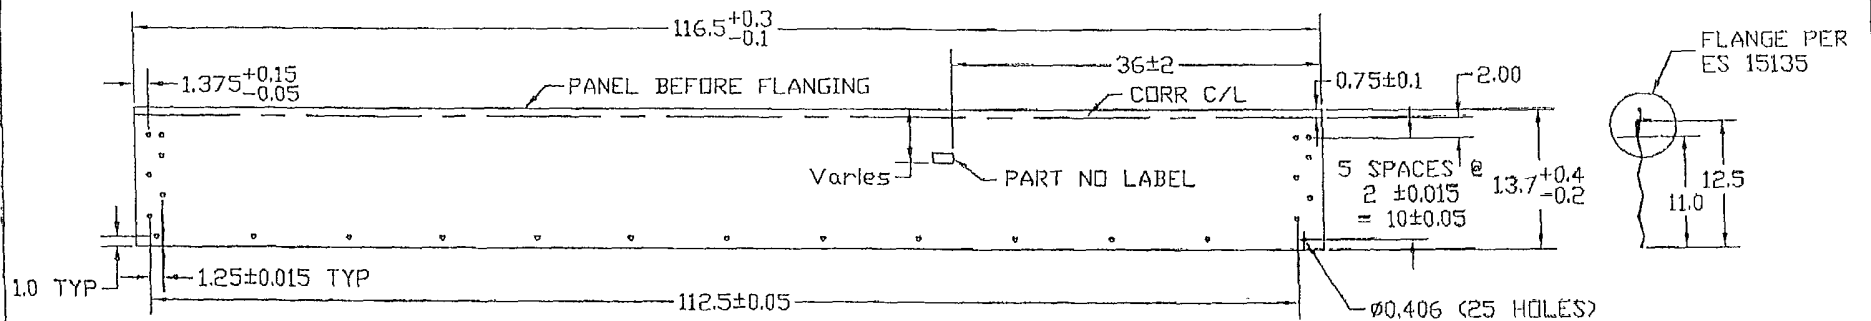 116.5+0.3
-0.1
FLANGE PER
ES 15135
1.375+0.15
-0.05
PANEL BEFORE FLANGING
36±2
0.75±0.1
2.00
CORR C/L
Varies
PART NO LABEL
5 SPACES @
2 ±0.015
= 10±0.05
13.7+0.4
-0.2
12.5
11.0
1.0 TYP
1.25±0.015 TYP
112.5±0.05
ø0.406 (25 HOLES)